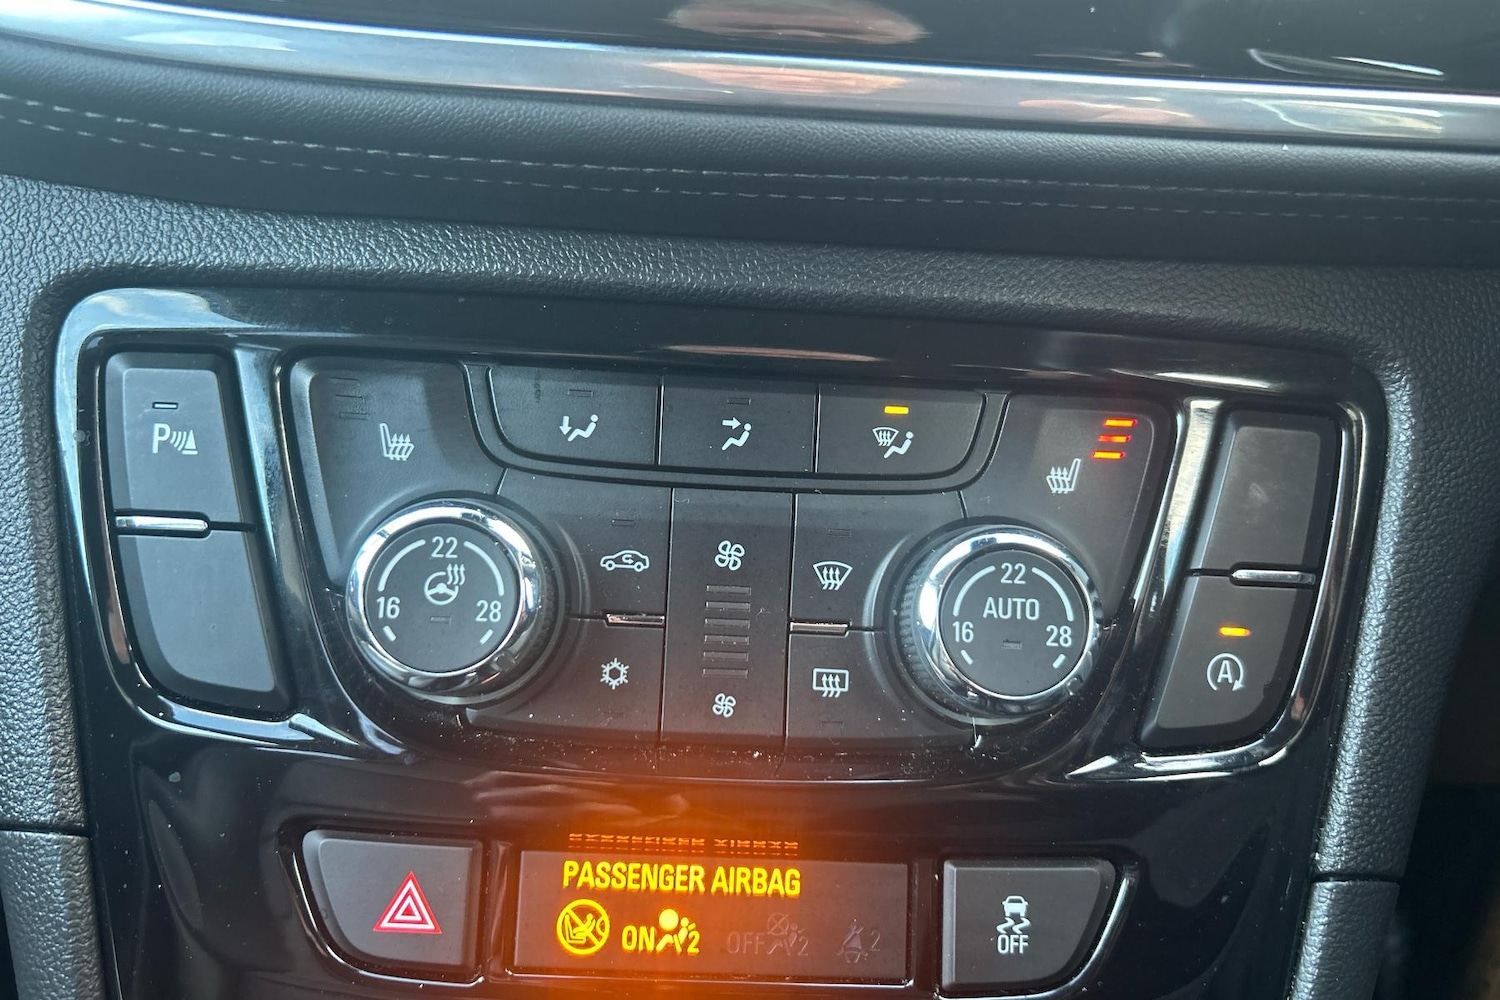 P
22
16
28
22
AUTO
16
28
A
PASSENGER AIRBAG
ON 2
OFF 2
2
OFF